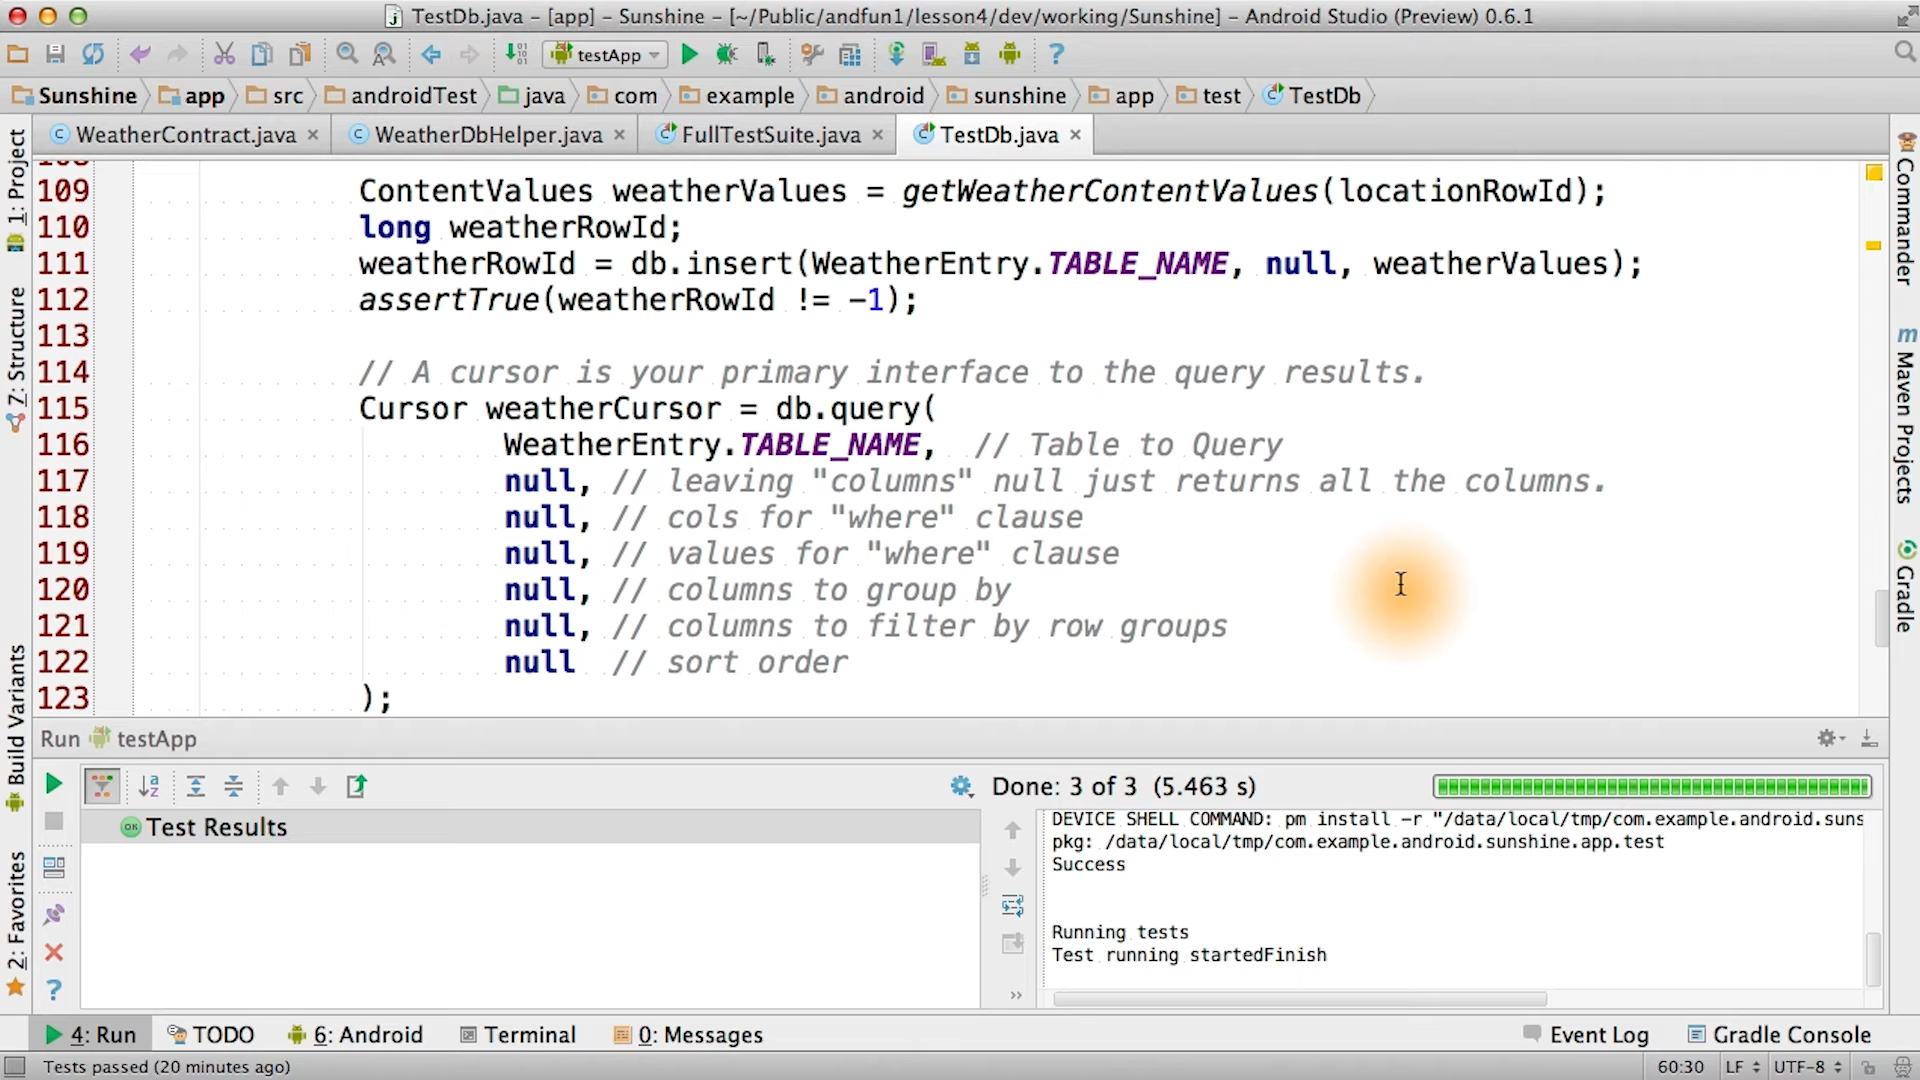 TestDb.java - [app] - Sunshine - [~/Public/andfun1/lesson4/dev/working/Sunshine] - Android Studio (Preview) 0.6.1
testApp
Sunshine app src androidTest java com example android sunshine app test TestDb
WeatherContract.java WeatherDbHelper.java FullTestSuite.java TestDb.java
1: Project
7: Structure
Build Variants
2: Favorites
Commander
Maven Projects
Gradle
109 ContentValues weatherValues = getWeatherContentValues(locationRowId);
110 long weatherRowId;
111 weatherRowId = db.insert(WeatherEntry.TABLE_NAME, null, weatherValues);
112 assertTrue(weatherRowId != -1);
113
114 // A cursor is your primary interface to the query results.
115 Cursor weatherCursor = db.query(
116 WeatherEntry.TABLE_NAME, // Table to Query
117 null, // leaving "columns" null just returns all the columns.
118 null, // cols for "where" clause
119 null, // values for "where" clause
120 null, // columns to group by
121 null, // columns to filter by row groups
122 null // sort order
123 );
Run testApp
Done: 3 of 3 (5.463 s)
Test Results
DEVICE SHELL COMMAND: pm install -r "/data/local/tmp/com.example.android.suns
pkg: /data/local/tmp/com.example.android.sunshine.app.test
Success
Running tests
Test running startedFinish
4: Run TODO 6: Android Terminal 0: Messages Event Log Gradle Console
Tests passed (20 minutes ago) 60:30 LF UTF-8